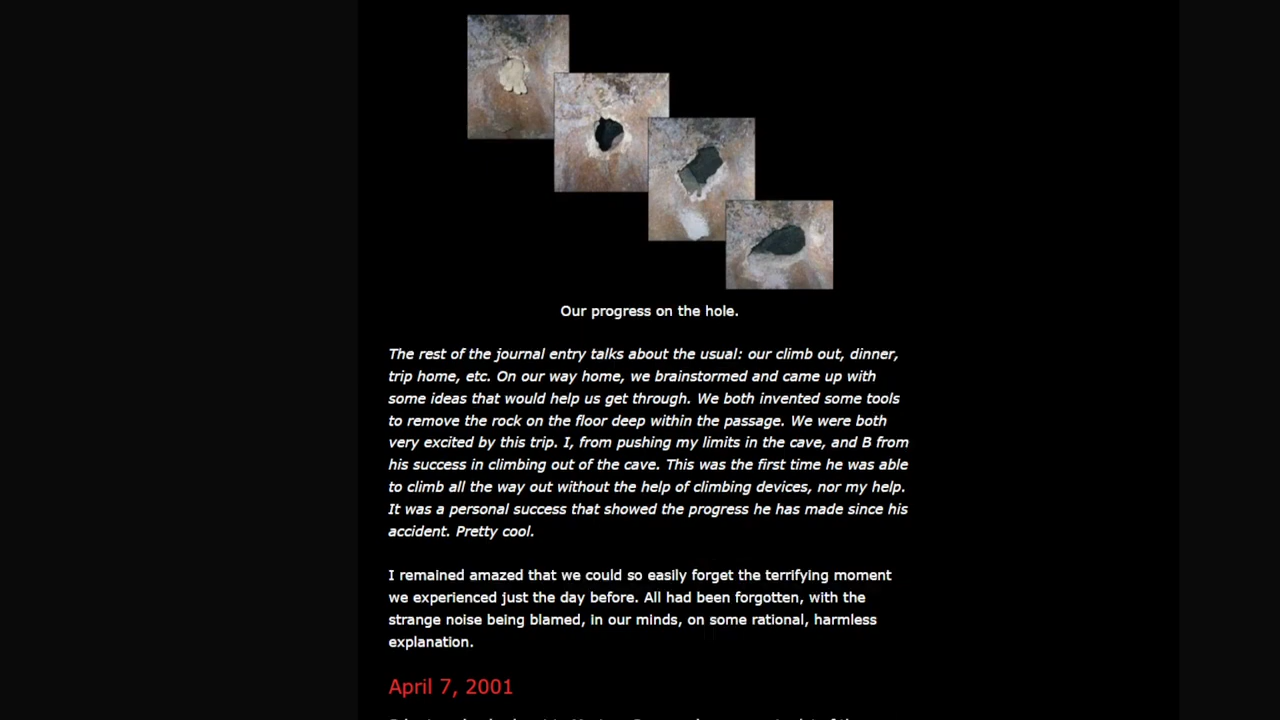 Our progress on the hole.
The rest of the journal entry talks about the usual: our climb out, dinner,
trip home, etc. On our way home, we brainstormed and came up with
some ideas that would help us get through. We both invented some tools
to remove the rock on the floor deep within the passage. We were both
very excited by this trip. I, from pushing my limits in the cave, and B from
his success in climbing out of the cave. This was the first time he was able
to climb all the way out without the help of climbing devices, nor my help.
It was a personal success that showed the progress he has made since his
accident. Pretty cool.
I remained amazed that we could so easily forget the terrifying moment
we experienced just the day before. All had been forgotten, with the
strange noise being blamed, in our minds, on some rational, harmless
explanation.
April 7, 2001